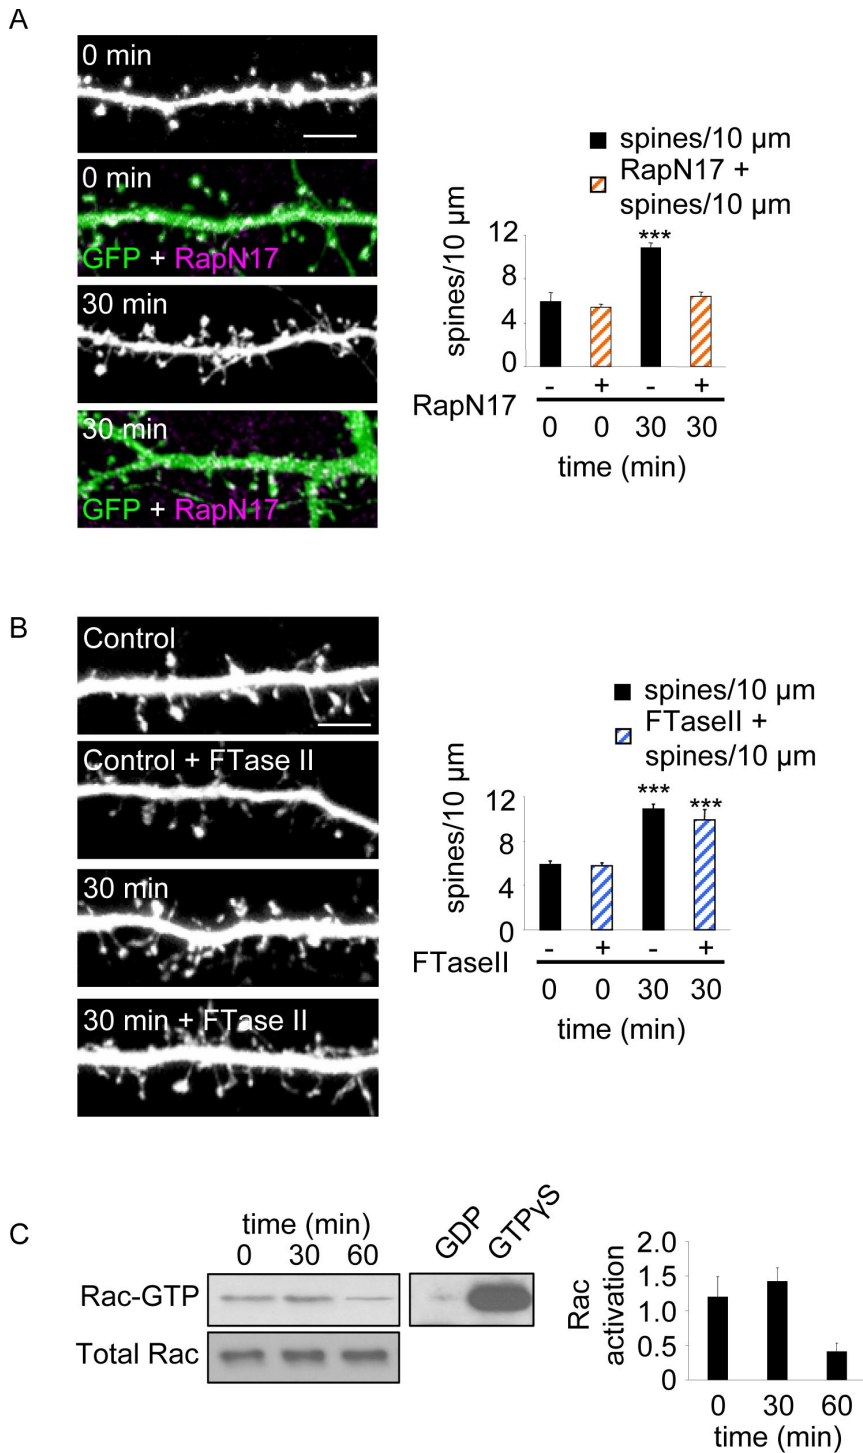 A
0 min
0 min
GFP + RapN17
30 min
30 min
GFP + RapN17
spines/10 µm
RapN17 +
spines/10 µm
spines/10 µm
12
8
4
0
***
RapN17
- + - +
0 0 30 30
time (min)
B
Control
Control + FTase II
30 min
30 min + FTase II
spines/10 µm
FTaseII +
spines/10 µm
spines/10 µm
12
8
4
0
*** ***
FTaseII
- + - +
0 0 30 30
time (min)
C
time (min)
0 30 60
GDP
GTPγS
Rac-GTP
Total Rac
Rac
activation
2.0
1.5
1.0
0.5
0
0 30 60
time (min)